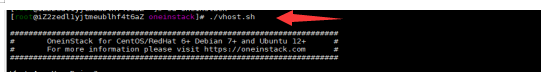 [root@iZ2zedl1yjtmeublhf4t6aZ oneinstack]# ./vhost.sh
#######################################################################
#       OneinStack for CentOS/RedHat 6+ Debian 7+ and Ubuntu 12+      #
#       For more information please visit https://oneinstack.com      #
#######################################################################